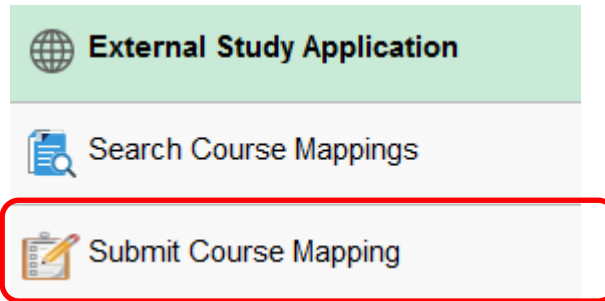 External Study Application
Search Course Mappings
Submit Course Mapping